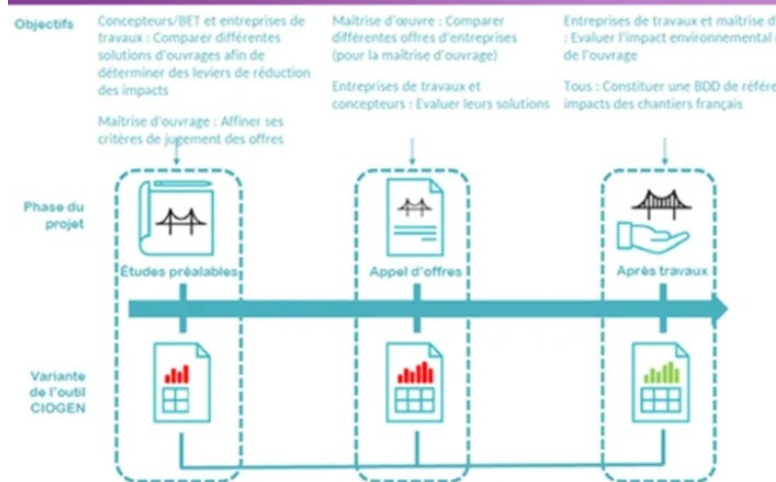 Objectifs
Concepteurs/BET et entreprises de
travaux : Comparer différentes
solutions d'ouvrages afin de
déterminer des leviers de réduction
des impacts
Maîtrise d'ouvrage : Affiner ses
critères de jugement des offres
Maîtrise d'œuvre : Comparer
différentes offres d'entreprises
(pour la maîtrise d'ouvrage)
Entreprises de travaux et
concepteurs : Evaluer leurs solutions
Entreprises de travaux et maîtrise
: Evaluer l'impact environnemental
de l'ouvrage
Tous : Constituer une BDD de
impacts des chantiers français
Phase du
projet
Études préalables
Appel d'offres
Après travaux
Variante
de l'outil
CIOGEN